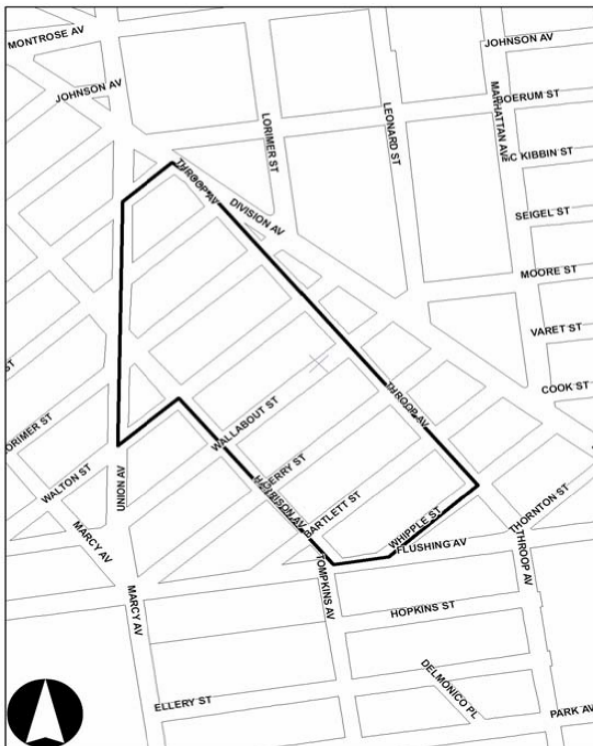 MONTROSE AV
JOHNSON AV
JOHNSON AV
BOERUM ST
MANHATTAN AV
LORIMER ST
LEONARD ST
MC KIBBIN ST
THROOP AV
DIVISION AV
SEIGEL ST
MOORE ST
VARET ST
ST
COOK ST
THROOP AV
WALLABOUT ST
LORIMER ST
GERRY ST
WALTON ST
UNION AV
HARRISON AV
BARTLETT ST
WHIPPLE ST
THORNTON ST
MARCY AV
FLUSHING AV
THROOP AV
TOMPKINS AV
MARCY AV
HOPKINS ST
DELMONICO PL
ELLERY ST
PARK AV